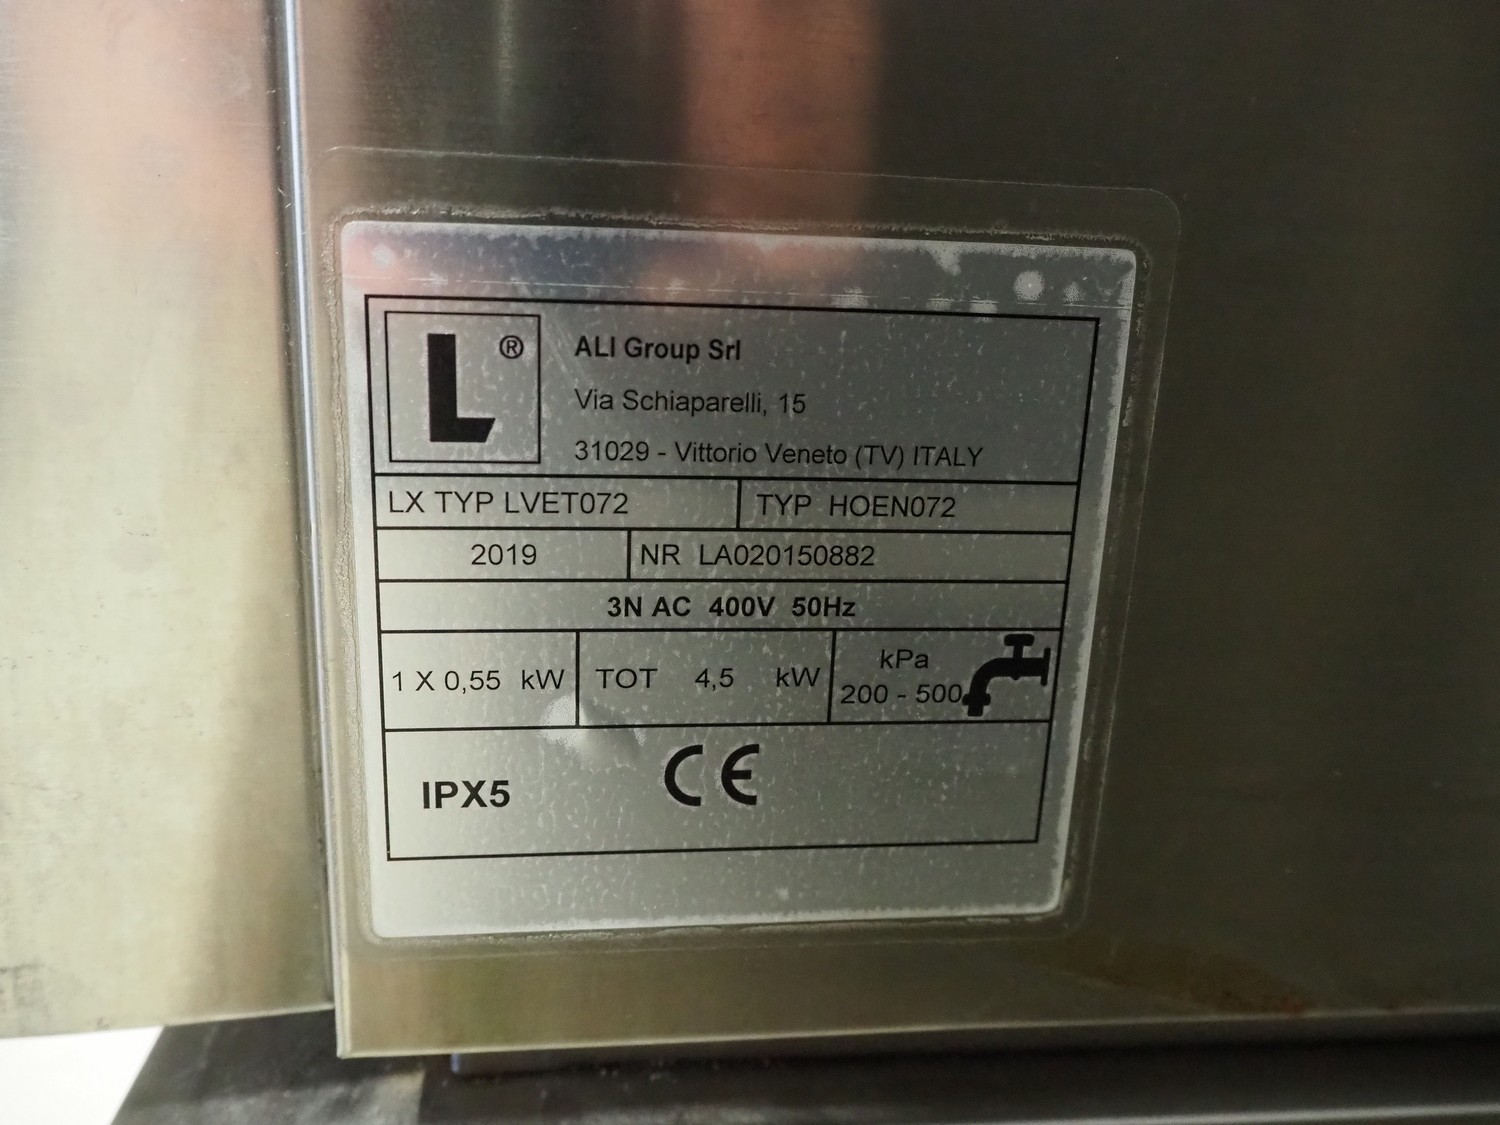 L ®
ALI Group Srl
Via Schiaparelli, 15
31029 - Vittorio Veneto (TV) ITALY
LX TYP LVET072 TYP HOEN072
2019 NR LA020150882
3N AC 400V 50Hz
1 X 0,55 kW TOT 4,5 kW kPa
200 - 500
IPX5 CE